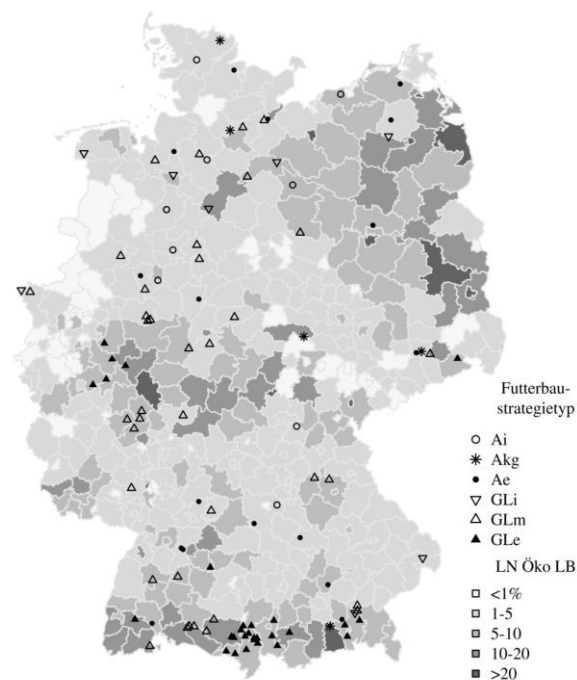 Futterbau-
strategietyp
Ai
Akg
Ae
GLi
GLm
GLe
LN Öko LB
<1%
1-5
5-10
10-20
>20